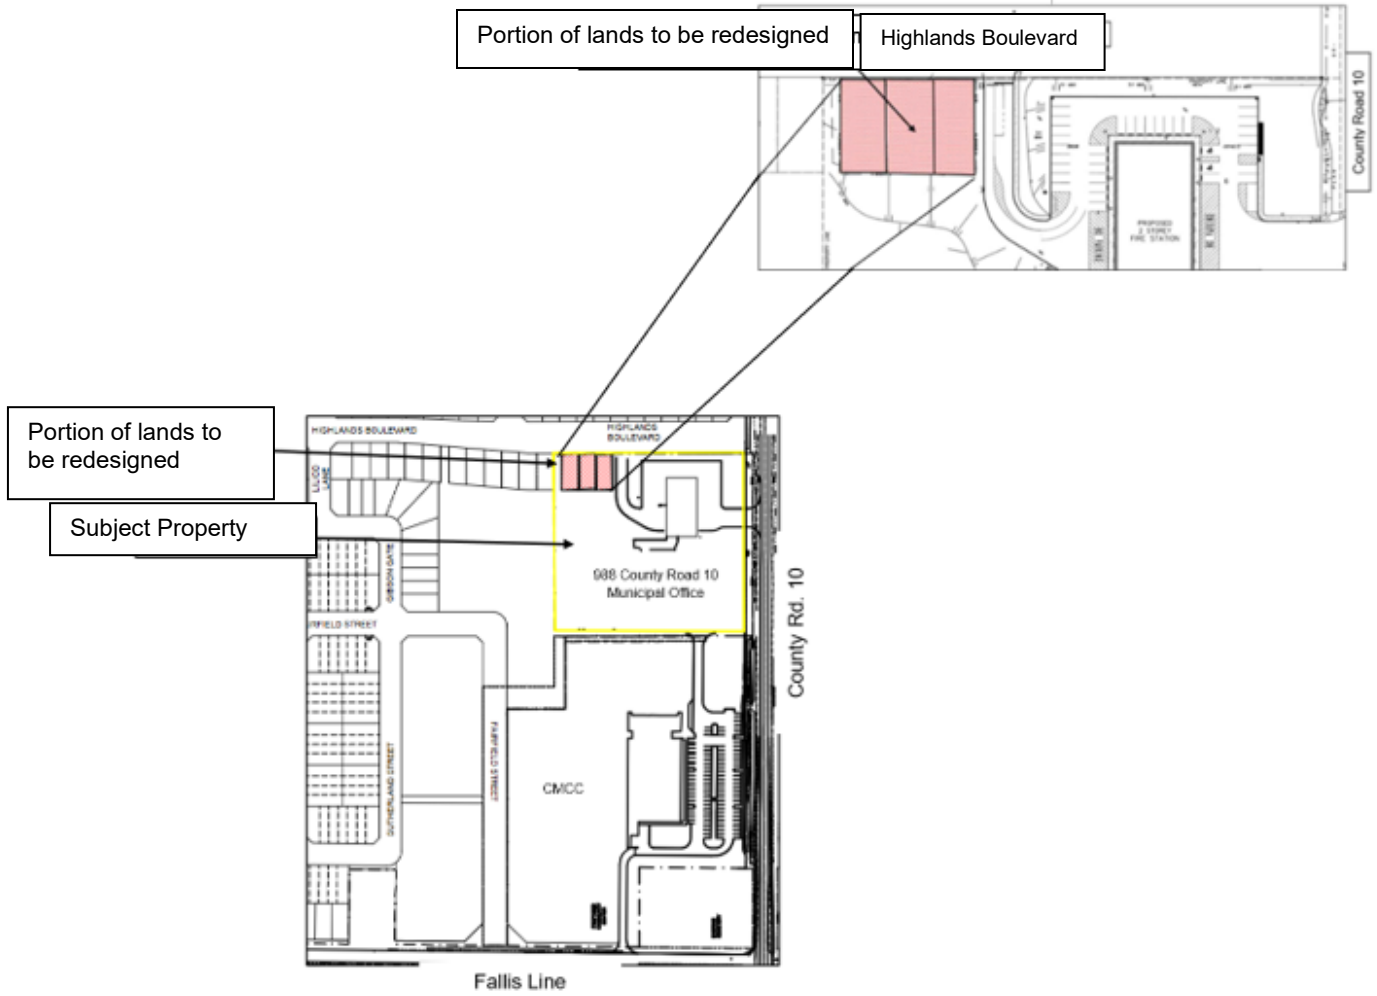 Portion of lands to be redesigned
Highlands Boulevard
County Road 10
PROPOSED
2 STOREY
FIRE STATION
Portion of lands to
be redesigned
Subject Property
HIGHLANDS BOULEVARD
HIGHLANDS
BOULEVARD
LANE
GIBSON GATE
988 County Road 10
Municipal Office
RFIELD STREET
County Rd. 10
FAIRFIELD STREET
SUTHERLAND STREET
CMCC
Fallis Line